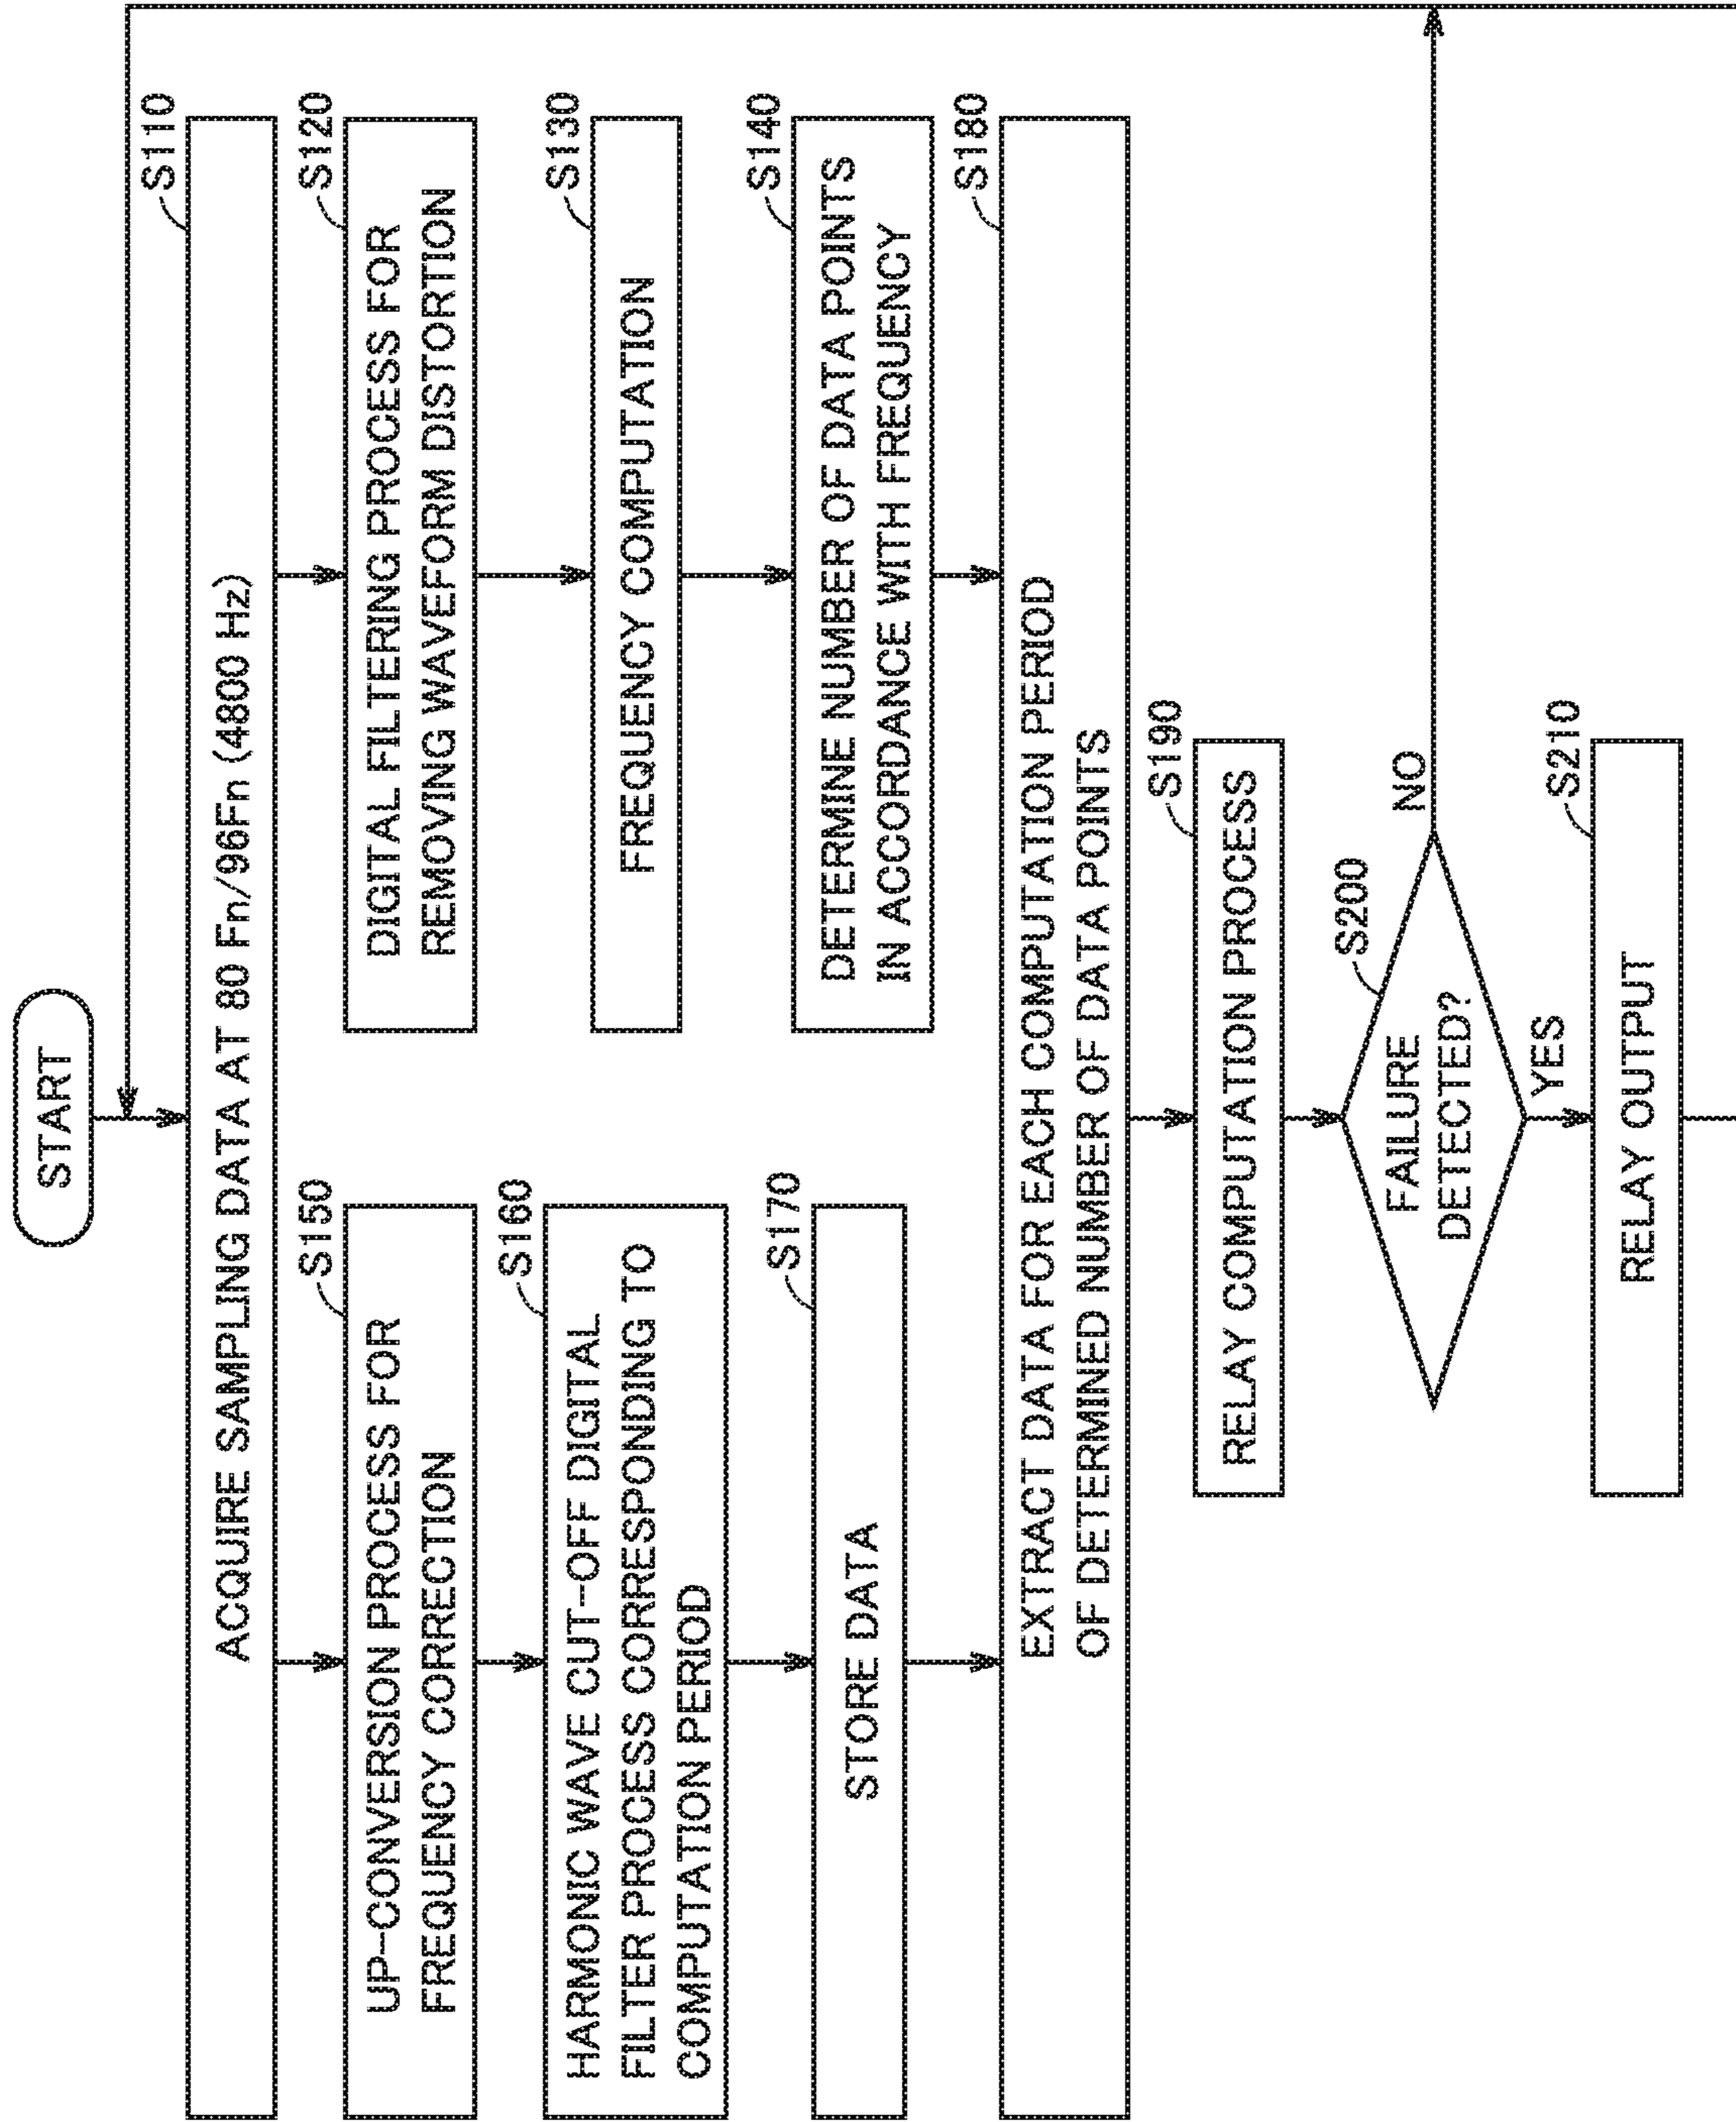 START
S110
ACQUIRE SAMPLING DATA AT 80 Fn/96Fn (4800 Hz)
S150
UP-CONVERSION PROCESS FOR
FREQUENCY CORRECTION
S160
HARMONIC WAVE CUT-OFF DIGITAL
FILTER PROCESS CORRESPONDING TO
COMPUTATION PERIOD
S170
STORE DATA
S120
DIGITAL FILTERING PROCESS FOR
REMOVING WAVEFORM DISTORTION
S130
FREQUENCY COMPUTATION
S140
DETERMINE NUMBER OF DATA POINTS
IN ACCORDANCE WITH FREQUENCY
S180
EXTRACT DATA FOR EACH COMPUTATION PERIOD
OF DETERMINED NUMBER OF DATA POINTS
S190
RELAY COMPUTATION PROCESS
S200
FAILURE
DETECTED?
NO
YES
S210
RELAY OUTPUT